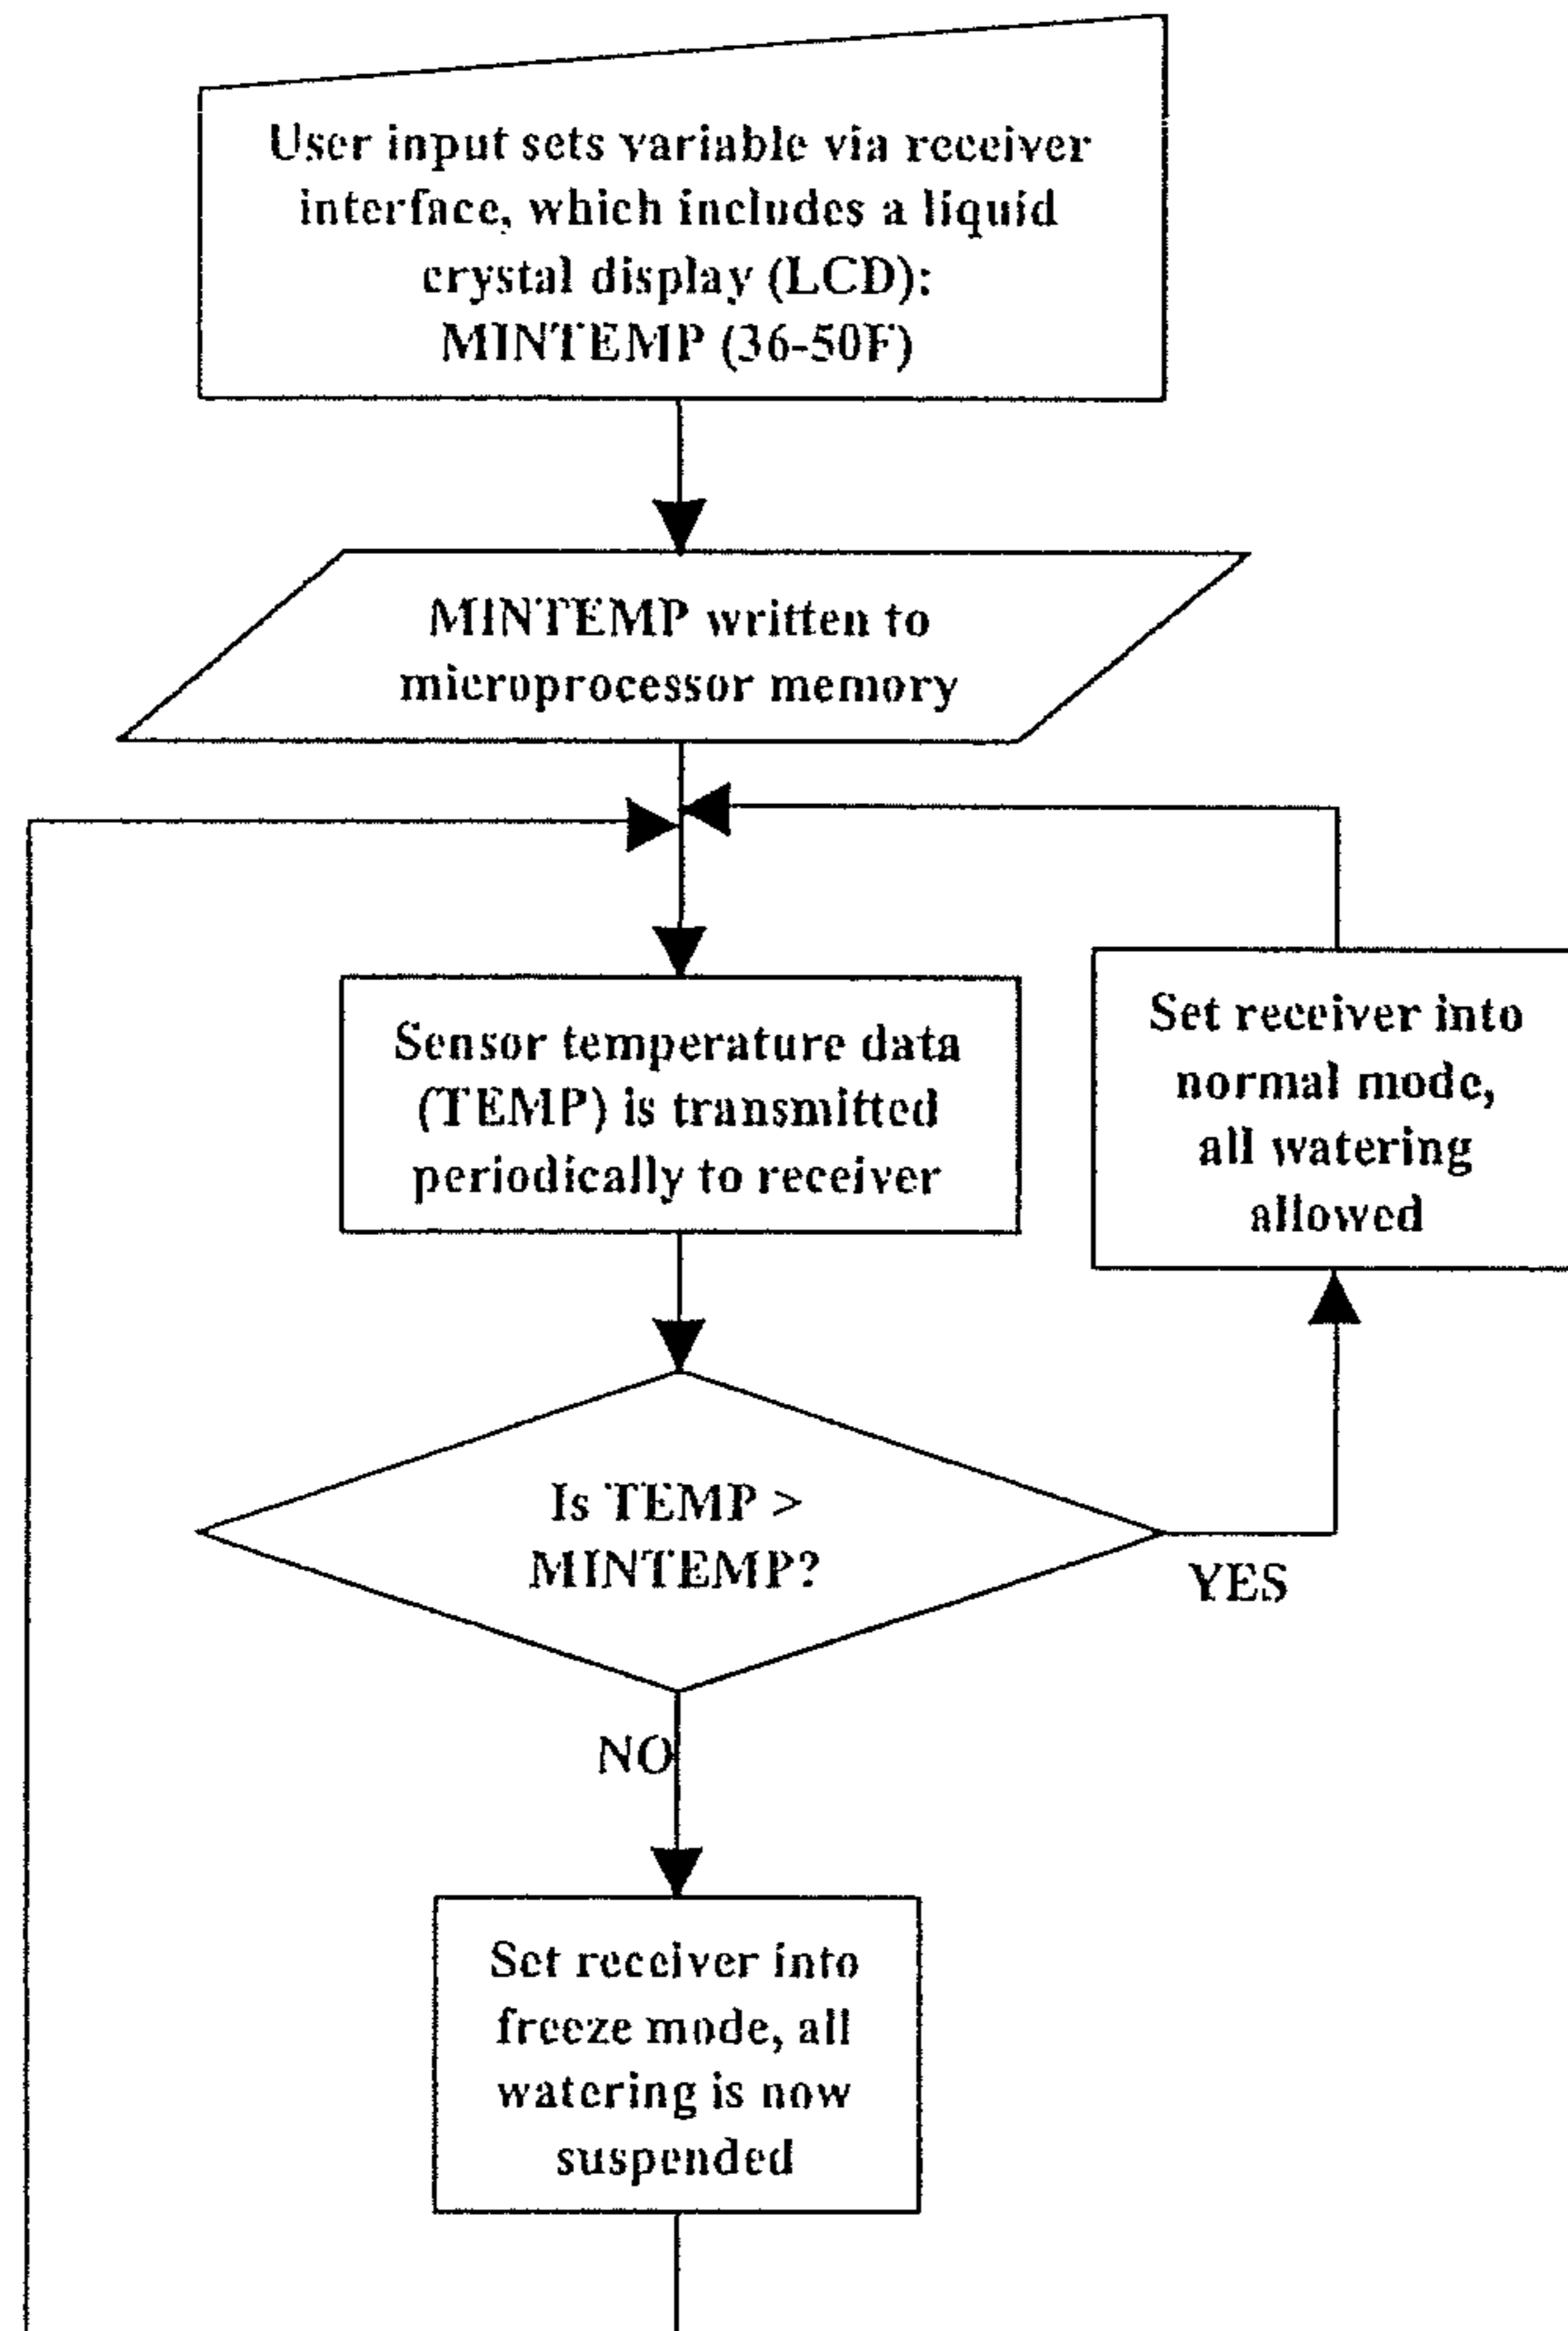 User input sets variable via receiver
interface, which includes a liquid
crystal display (LCD):
MINTEMP (36-50F)
MINTEMP written to
microprocessor memory
Sensor temperature data
(TEMP) is transmitted
periodically to receiver
Set receiver into
normal mode,
all watering
allowed
Is TEMP >
MINTEMP?
YES
NO
Set receiver into
freeze mode, all
watering is now
suspended